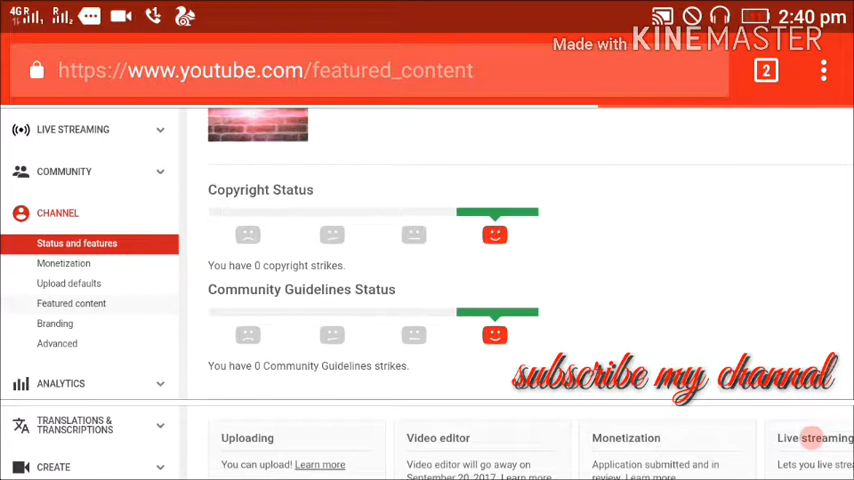 4G R
R
2:40 pm
Made with KINEMASTER
https://www.youtube.com/featured_content
2
LIVE STREAMING
COMMUNITY
CHANNEL
Status and features
Monetization
Upload defaults
Featured content
Branding
Advanced
ANALYTICS
TRANSLATIONS &
TRANSCRIPTIONS
CREATE
Copyright Status
You have 0 copyright strikes.
Community Guidelines Status
You have 0 Community Guidelines strikes.
subscribe my channel
Uploading
You can upload! Learn more
Video editor
Video editor will go away on
September 20, 2017. Learn more
Monetization
Application submitted and in
review. Learn more
Live streaming
Lets you live strea